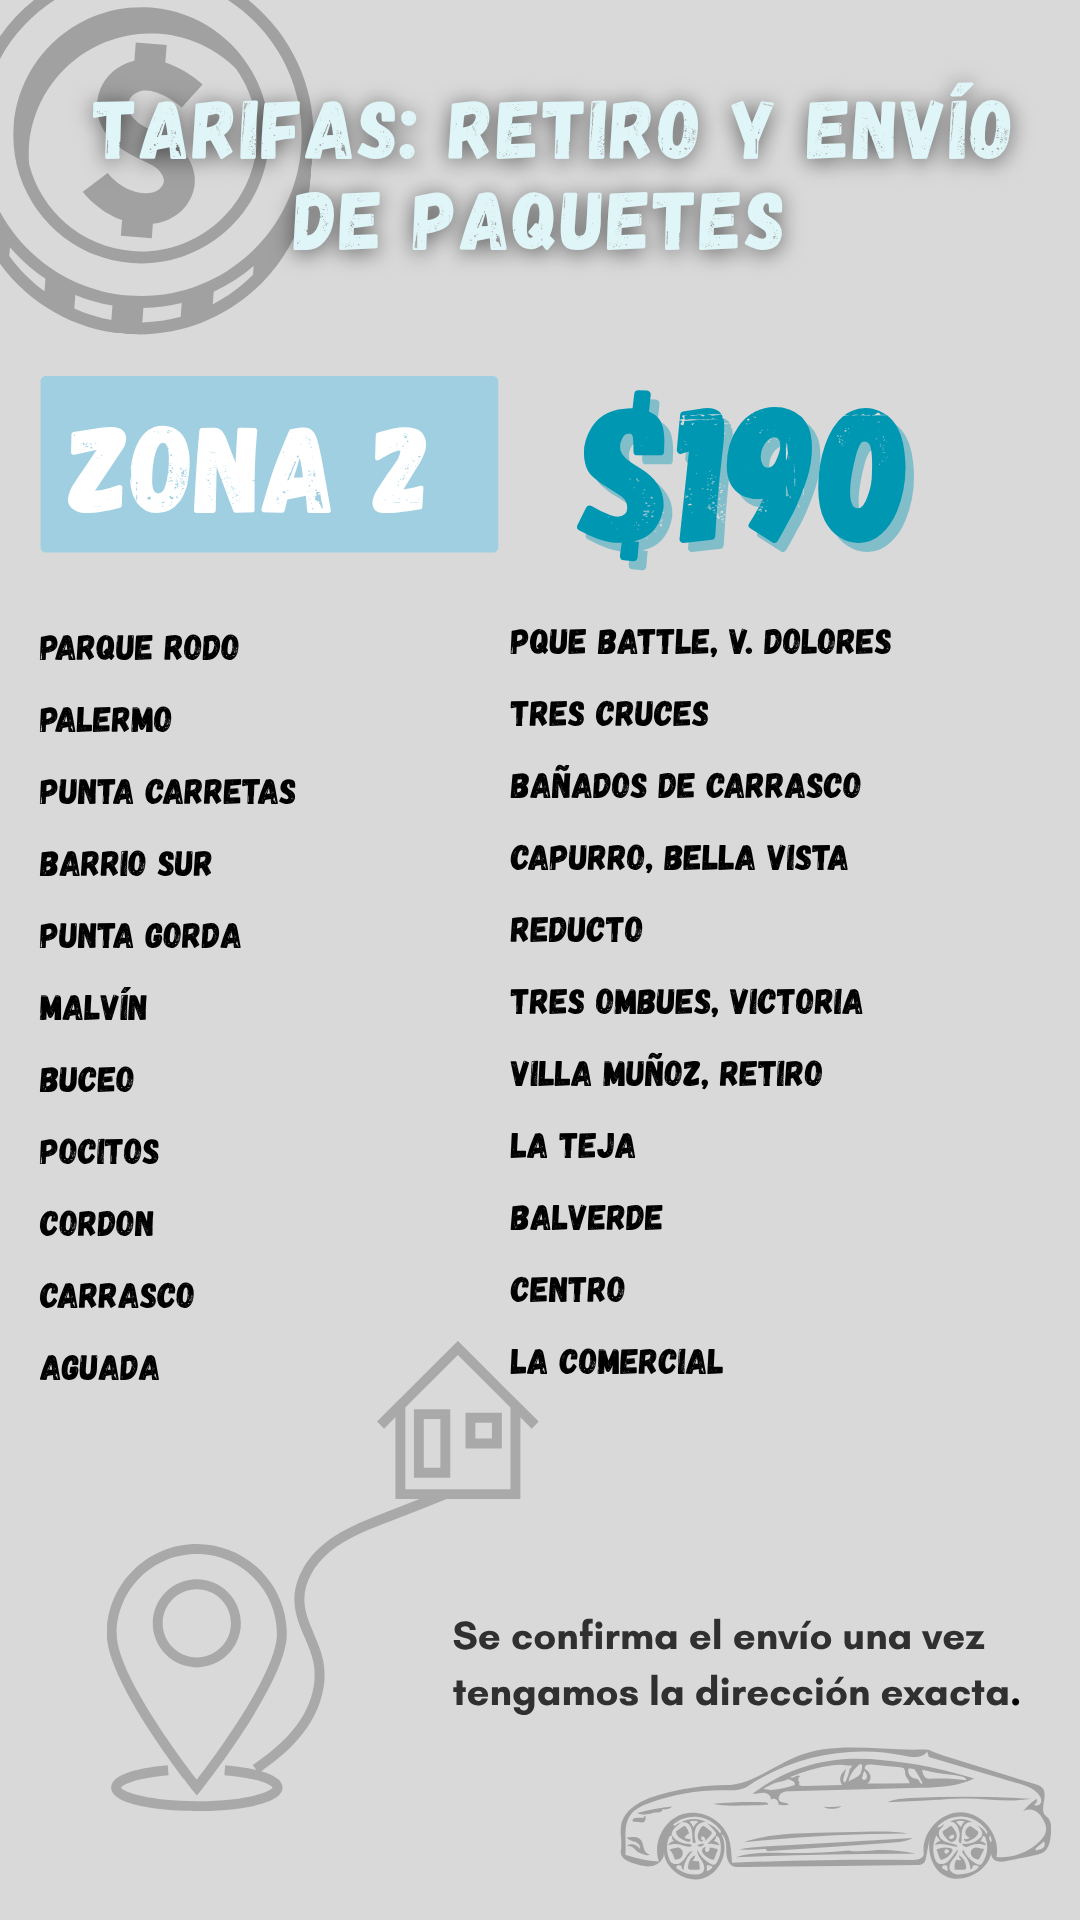 TARIFAS: RETIRO Y ENVÍO
DE PAQUETES
ZONA 2
$190
PARQUE RODO
PALERMO
PUNTA CARRETAS
BARRIO SUR
PUNTA GORDA
MALVÍN
BUCEO
POCITOS
CORDON
CARRASCO
AGUADA
PQUE BATTLE, V. DOLORES
TRES CRUCES
BAÑADOS DE CARRASCO
CAPURRO, BELLA VISTA
REDUCTO
TRES OMBUES, VICTORIA
VILLA MUÑOZ, RETIRO
LA TEJA
BALVERDE
CENTRO
LA COMERCIAL
Se confirma el envío una vez
tengamos la dirección exacta.